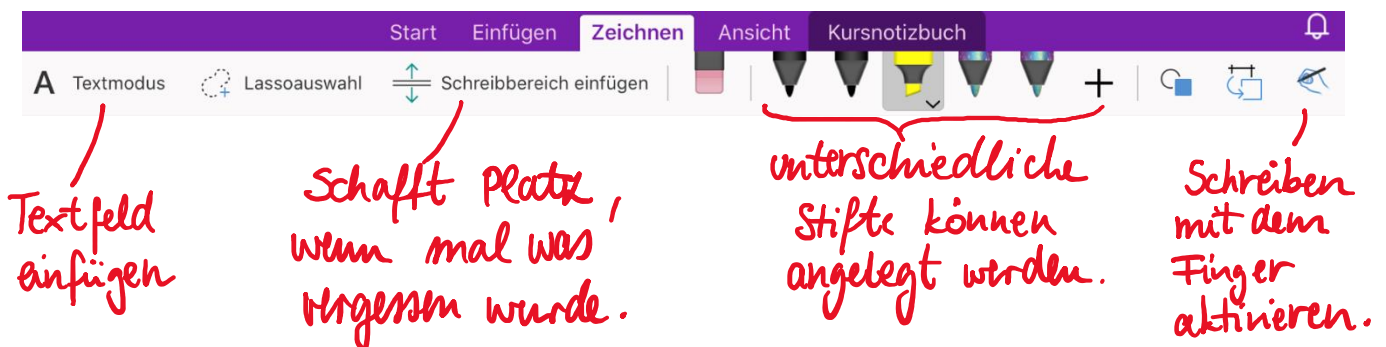 Start Einfügen Zeichnen Ansicht Kursnotizbuch
A Textmodus Lassoauswahl Schreibbereich einfügen
Textfeld
einfügen
Schafft Platz,
wenn mal was
vergessen wurde.
unterschiedliche
Stifte können
angelegt werden.
Schreiben
mit dem
Finger
aktivieren.